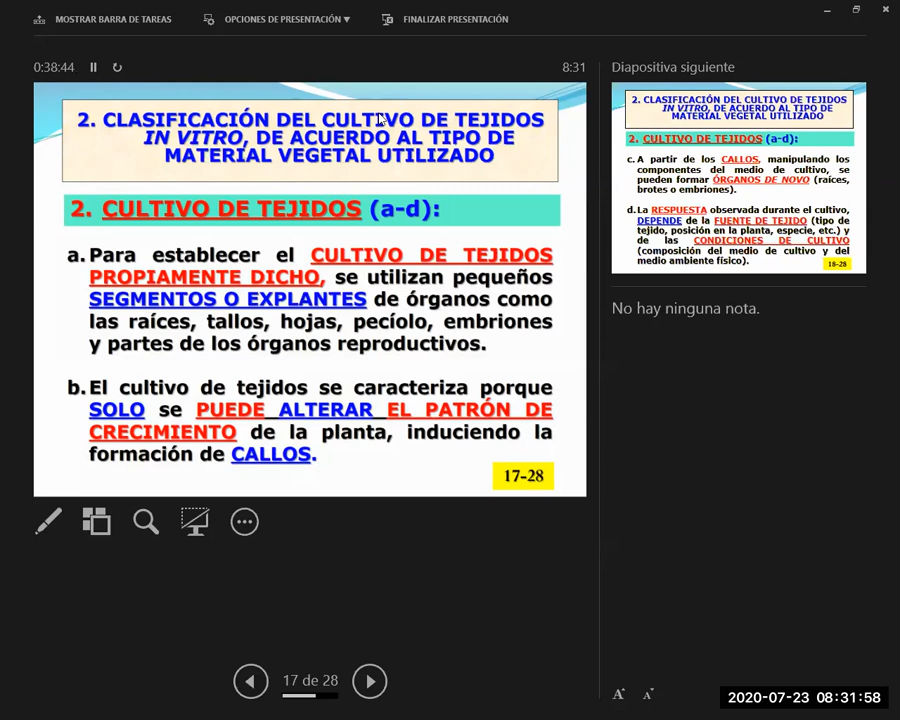 MOSTRAR BARRA DE TAREAS
OPCIONES DE PRESENTACIÓN ▼
FINALIZAR PRESENTACIÓN
0:38:44
8:31
2. CLASIFICACIÓN DEL CULTIVO DE TEJIDOS
IN VITRO, DE ACUERDO AL TIPO DE
MATERIAL VEGETAL UTILIZADO
2. CULTIVO DE TEJIDOS (a-d):
a. Para establecer el CULTIVO DE TEJIDOS
PROPIAMENTE DICHO, se utilizan pequeños
SEGMENTOS O EXPLANTES de órganos como
las raíces, tallos, hojas, pecíolo, embriones
y partes de los órganos reproductivos.
b. El cultivo de tejidos se caracteriza porque
SOLO se PUEDE ALTERAR EL PATRÓN DE
CRECIMIENTO de la planta, induciendo la
formación de CALLOS.
17-28
17 de 28
Diapositiva siguiente
2. CLASIFICACIÓN DEL CULTIVO DE TEJIDOS
IN VITRO, DE ACUERDO AL TIPO DE
MATERIAL VEGETAL UTILIZADO
2. CULTIVO DE TEJIDOS (a-d):
c. A partir de los CALLOS, manipulando los
componentes del medio de cultivo, se
pueden formar ÓRGANOS DE NOVO (raíces,
brotes o embriones).
d. La RESPUESTA observada durante el cultivo,
DEPENDE de la FUENTE DE TEJIDO (tipo de
tejido, posición en la planta, especie, etc.) y
de las CONDICIONES DE CULTIVO
(composición del medio de cultivo y del
medio ambiente físico).
18-28
No hay ninguna nota.
A A
2020-07-23 08:31:58